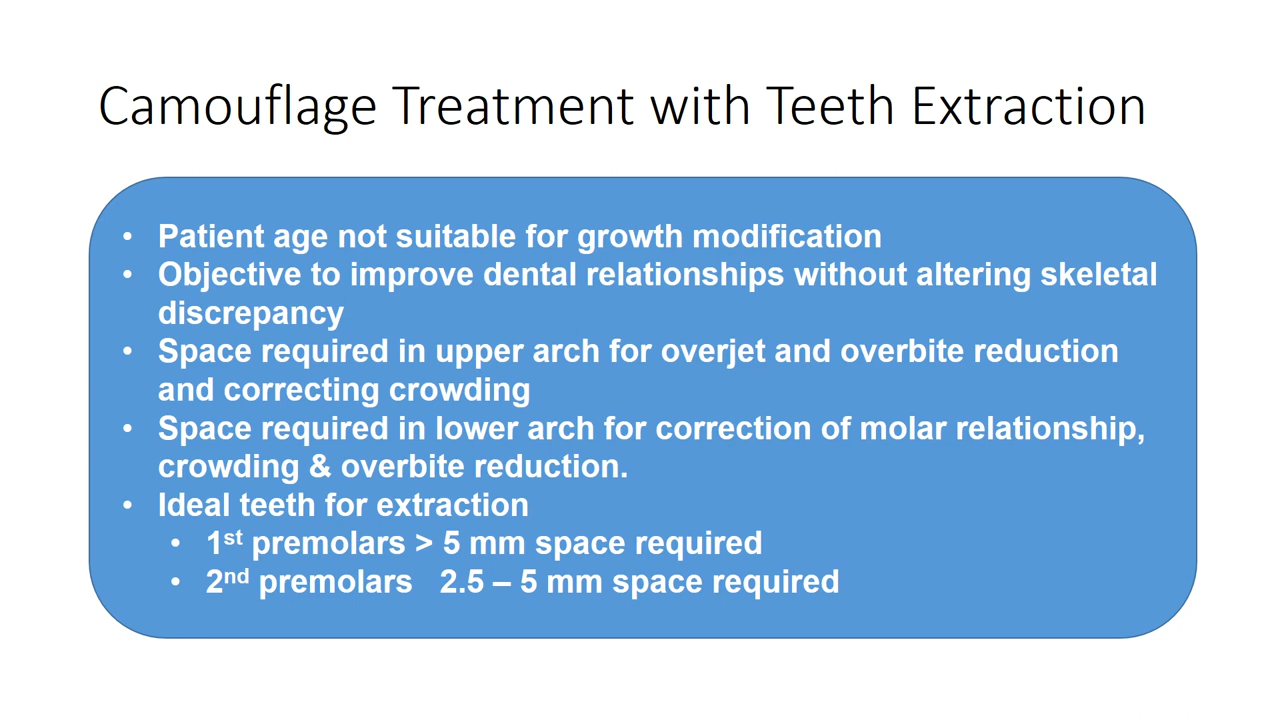 Camouflage Treatment with Teeth Extraction
• Patient age not suitable for growth modification
• Objective to improve dental relationships without altering skeletal
discrepancy
• Space required in upper arch for overjet and overbite reduction
and correcting crowding
• Space required in lower arch for correction of molar relationship,
crowding & overbite reduction.
• Ideal teeth for extraction
• 1st premolars > 5 mm space required
• 2nd premolars 2.5 – 5 mm space required